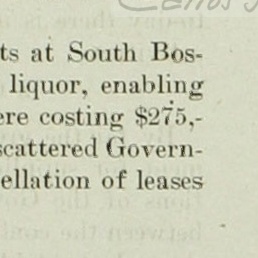 ts at South Bos-
liquor, enabling
ere costing $275,-
scattered Govern-
ellation of leases